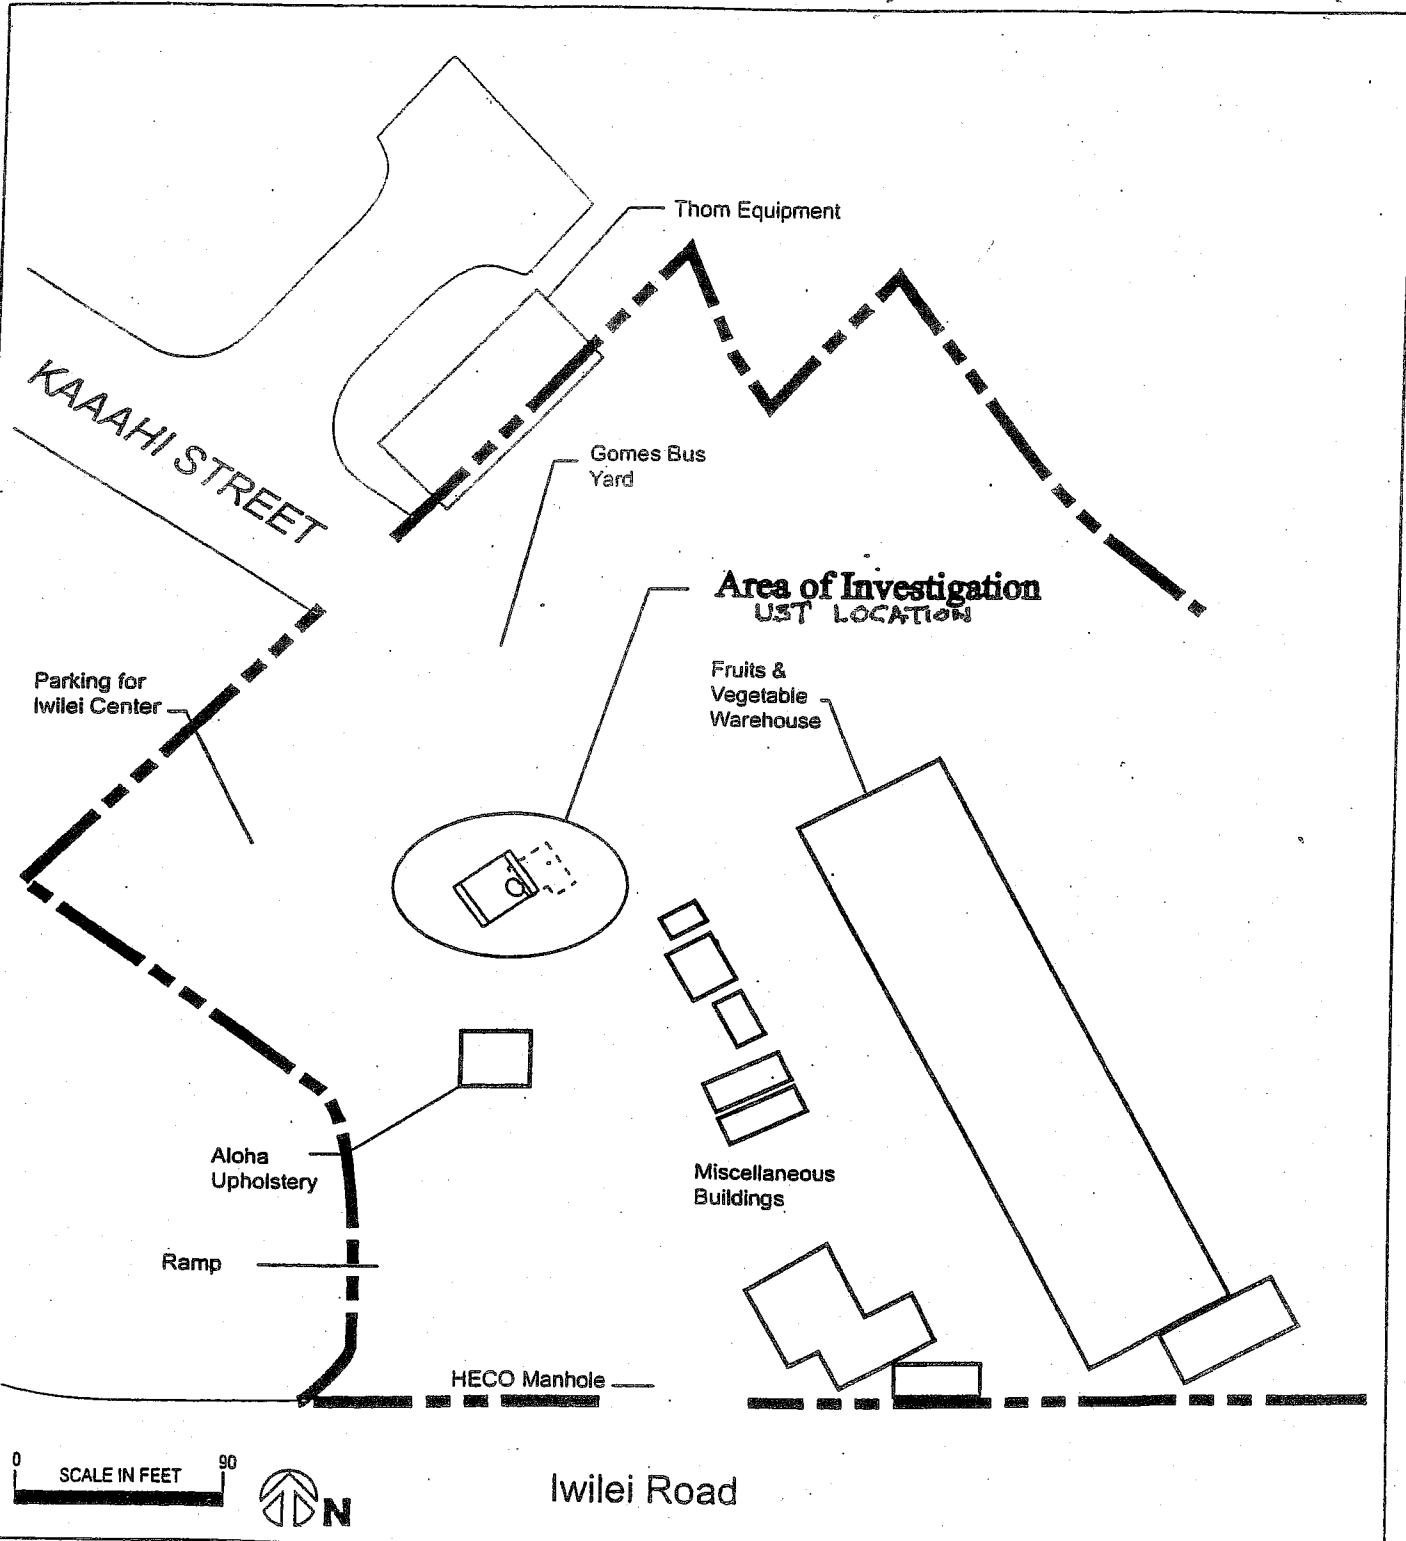 Thom Equipment
KAAAHI STREET
Gomes Bus
Yard
Area of Investigation
UST LOCATION
Fruits &
Vegetable
Warehouse
Parking for
Iwilei Center
Aloha
Upholstery
Miscellaneous
Buildings
Ramp
HECO Manhole
0
SCALE IN FEET
90
N
Iwilei Road